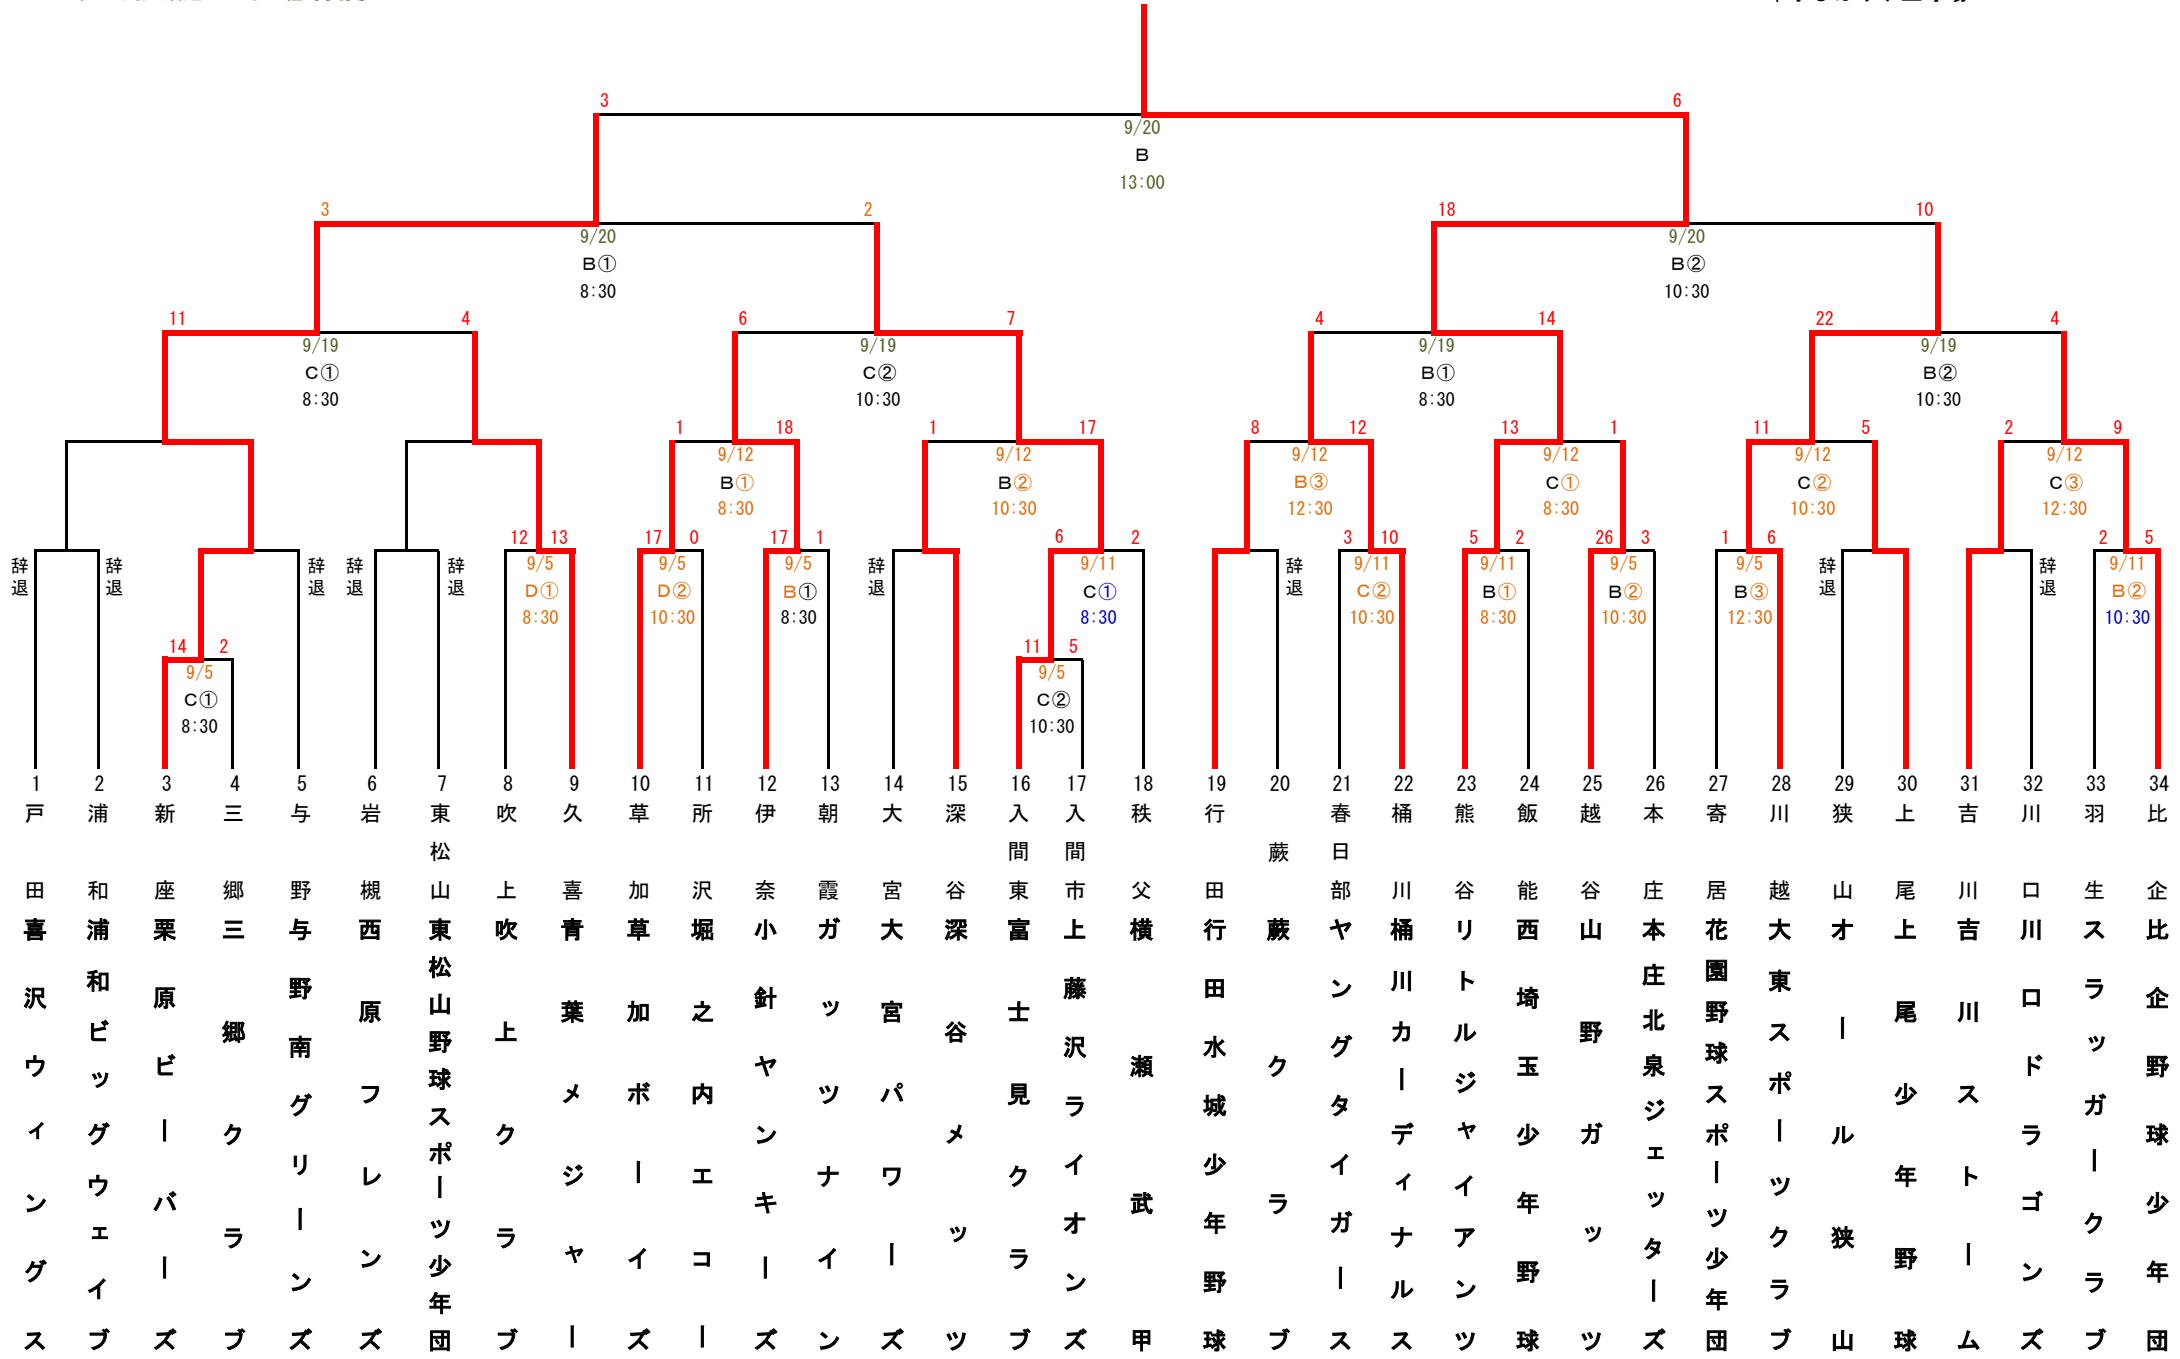 3 6
9/20
B
13:00
3 2 18 10
9/20 9/20
B① B②
8:30 10:30
11 4 6 7 4 14 22 4
9/19 9/19 9/19 9/19
C① C② B① B②
8:30 10:30 8:30 10:30
1 18 1 17 8 12 13 1 11 5 2 9
9/12 9/12 9/12 9/12 9/12 9/12
B① B② B③ C① C② C③
8:30 10:30 12:30 8:30 10:30 12:30
12 13 17 0 17 1 6 2 3 10 5 2 26 3 1 6 2 5
辞退 辞退 辞退 辞退 辞退 辞退 辞退 辞退 辞退
9/5 9/5 9/5 9/11 9/11 9/11 9/5 9/5 9/11
D① D② B① C① C② B① B② B③ B②
8:30 10:30 8:30 8:30 10:30 8:30 10:30 12:30 10:30
14 2 11 5
9/5 9/5
C① C②
8:30 10:30
1 戸田 喜沢ウィングス
2 浦和 浦和ビッグウェイブ
3 新座 栗原ビーバーズ
4 三郷 三郷クラブ
5 与野 与野南グリーンズ
6 岩槻 西原フレンズ
7 東松山 東松山野球スポーツ少年団
8 吹上 吹上クラブ
9 久喜 青葉メジャー
10 草加 草加ボーイズ
11 所沢 堀之内エコー
12 伊奈 小針ヤンキーズ
13 朝霞 ガッツナイン
14 大宮 大宮パワーズ
15 深谷 深谷メッツ
16 入間東 富士見クラブ
17 入間市 上藤沢ライオンズ
18 秩父 横瀬武甲
19 行田 行田水城少年野球
20 蕨 蕨クラブ
21 春日部 ヤングタイガース
22 桶川 桶川カーディナルス
23 熊谷 リトルジャイアンツ
24 飯能 西埼玉少年野球
25 越谷 山野ガッツ
26 本庄 本庄北泉ジェッターズ
27 寄居 花園野球スポーツ少年団
28 川越 大東スポーツクラブ
29 狭山 オール狭山
30 上尾 上尾少年野球
31 吉川 吉川ストーム
32 川口 川口ドラゴンズ
33 羽生 スラッガークラブ
34 比企 比企野球少年団